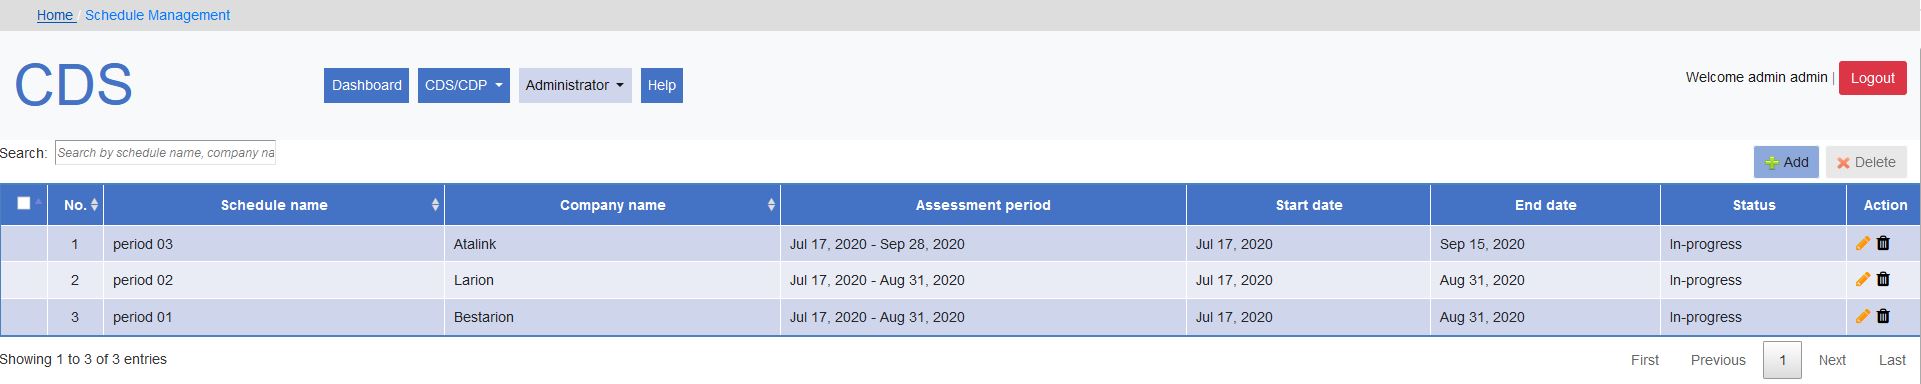 Home / Schedule Management
CDS
Dashboard CDS/CDP Administrator Help
Welcome admin admin | Logout
Search: Search by schedule name, company na
Add Delete
No. Schedule name Company name Assessment period Start date End date Status Action
1 period 03 Atalink Jul 17, 2020 - Sep 28, 2020 Jul 17, 2020 Sep 15, 2020 In-progress
2 period 02 Larion Jul 17, 2020 - Aug 31, 2020 Jul 17, 2020 Aug 31, 2020 In-progress
3 period 01 Bestarion Jul 17, 2020 - Aug 31, 2020 Jul 17, 2020 Aug 31, 2020 In-progress
Showing 1 to 3 of 3 entries
First Previous 1 Next Last